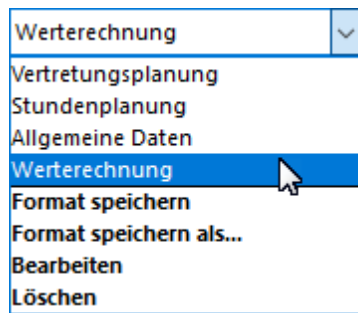 Werterechnung
Vertretungsplanung
Stundenplanung
Allgemeine Daten
Werterechnung
Format speichern
Format speichern als...
Bearbeiten
Löschen